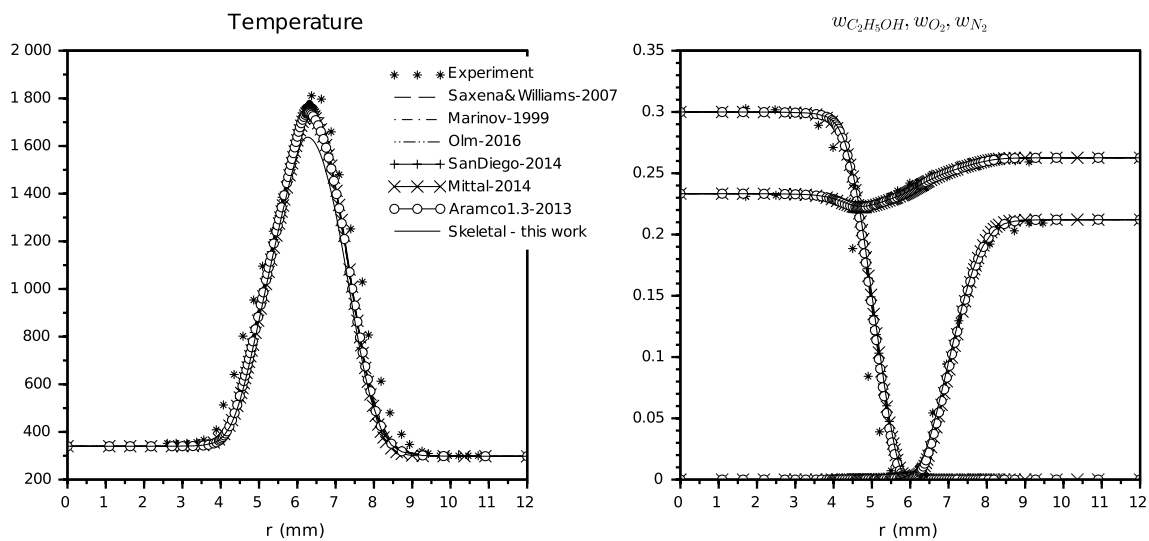 Temperature
2 000
1 800
1 600
1 400
1 200
1 000
800
600
400
200
0 1 2 3 4 5 6 7 8 9 10 11 12
r (mm)
Experiment
Saxena&Williams-2007
Marinov-1999
Olm-2016
SanDiego-2014
Mittal-2014
Aramco1.3-2013
Skeletal - this work
w_{C_2H_5OH}, w_{O_2}, w_{N_2}
0.35
0.3
0.25
0.2
0.15
0.1
0.05
0
0 1 2 3 4 5 6 7 8 9 10 11 12
r (mm)